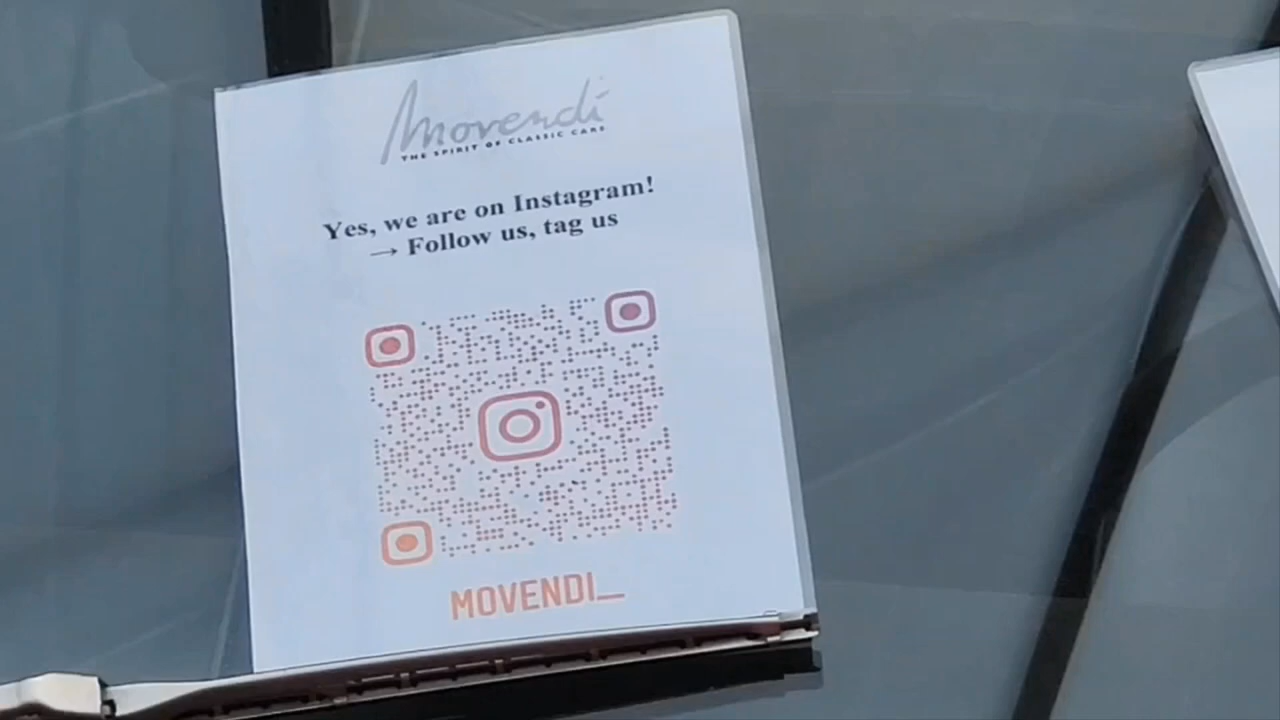 Movendi
THE SPIRIT OF CLASSIC CARS
Yes, we are on Instagram!
→ Follow us, tag us
MOVENDI_